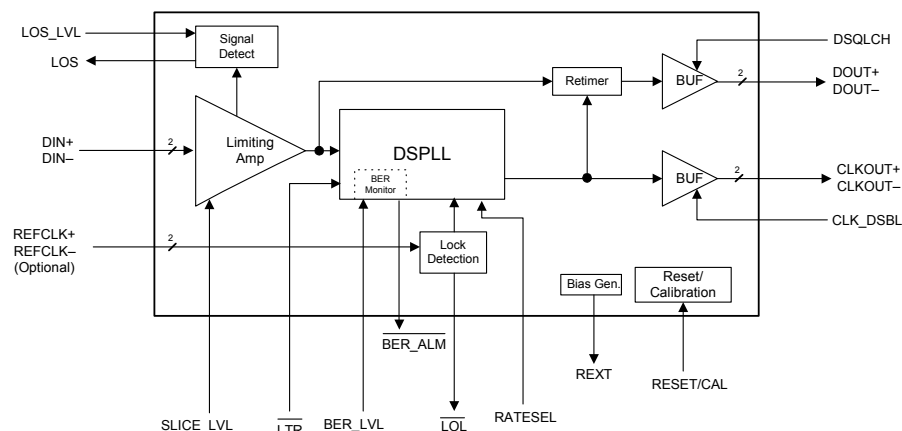 LOS_LVL
LOS
Signal
Detect
DSQLCH
BUF
2
DOUT+
DOUT–
Retimer
DIN+
DIN–
2
Limiting
Amp
DSPLL
BER
Monitor
BUF
2
CLKOUT+
CLKOUT–
CLK_DSBL
REFCLK+
REFCLK–
(Optional)
2
Lock
Detection
Bias Gen.
Reset/
Calibration
BER_ALM
REXT
RESET/CAL
SLICE_LVL
LTR
BER_LVL
LOL
RATESEL